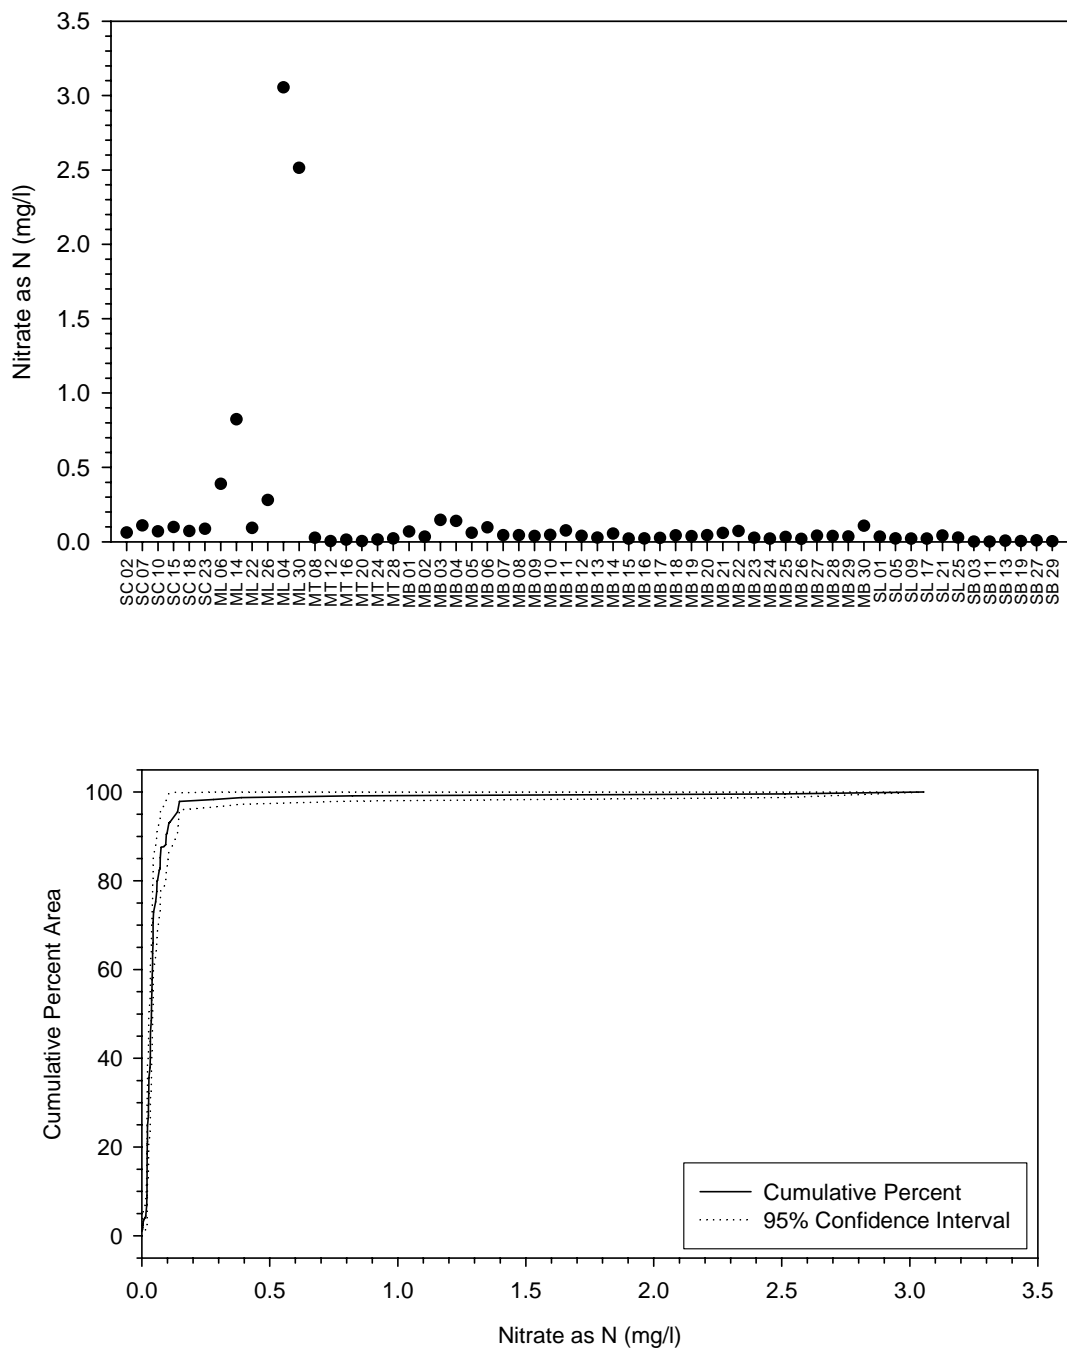 3.5
3.0
2.5
2.0
1.5
1.0
0.5
0.0
Nitrate as N (mg/l)
SC 02
SC 07
SC 10
SC 15
SC 18
SC 23
ML 06
ML 14
ML 22
ML 26
ML 04
ML 30
MT 08
MT 12
MT 16
MT 20
MT 24
MT 28
MB 01
MB 02
MB 03
MB 04
MB 05
MB 06
MB 07
MB 08
MB 09
MB 10
MB 11
MB 12
MB 13
MB 14
MB 15
MB 16
MB 17
MB 18
MB 19
MB 20
MB 21
MB 22
MB 23
MB 24
MB 25
MB 26
MB 27
MB 28
MB 29
MB 30
SL 01
SL 05
SL 09
SL 17
SL 21
SL 25
SB 03
SB 11
SB 13
SB 19
SB 27
SB 29
100
80
60
40
20
0
Cumulative Percent Area
Cumulative Percent
95% Confidence Interval
0.0 0.5 1.0 1.5 2.0 2.5 3.0 3.5
Nitrate as N (mg/l)